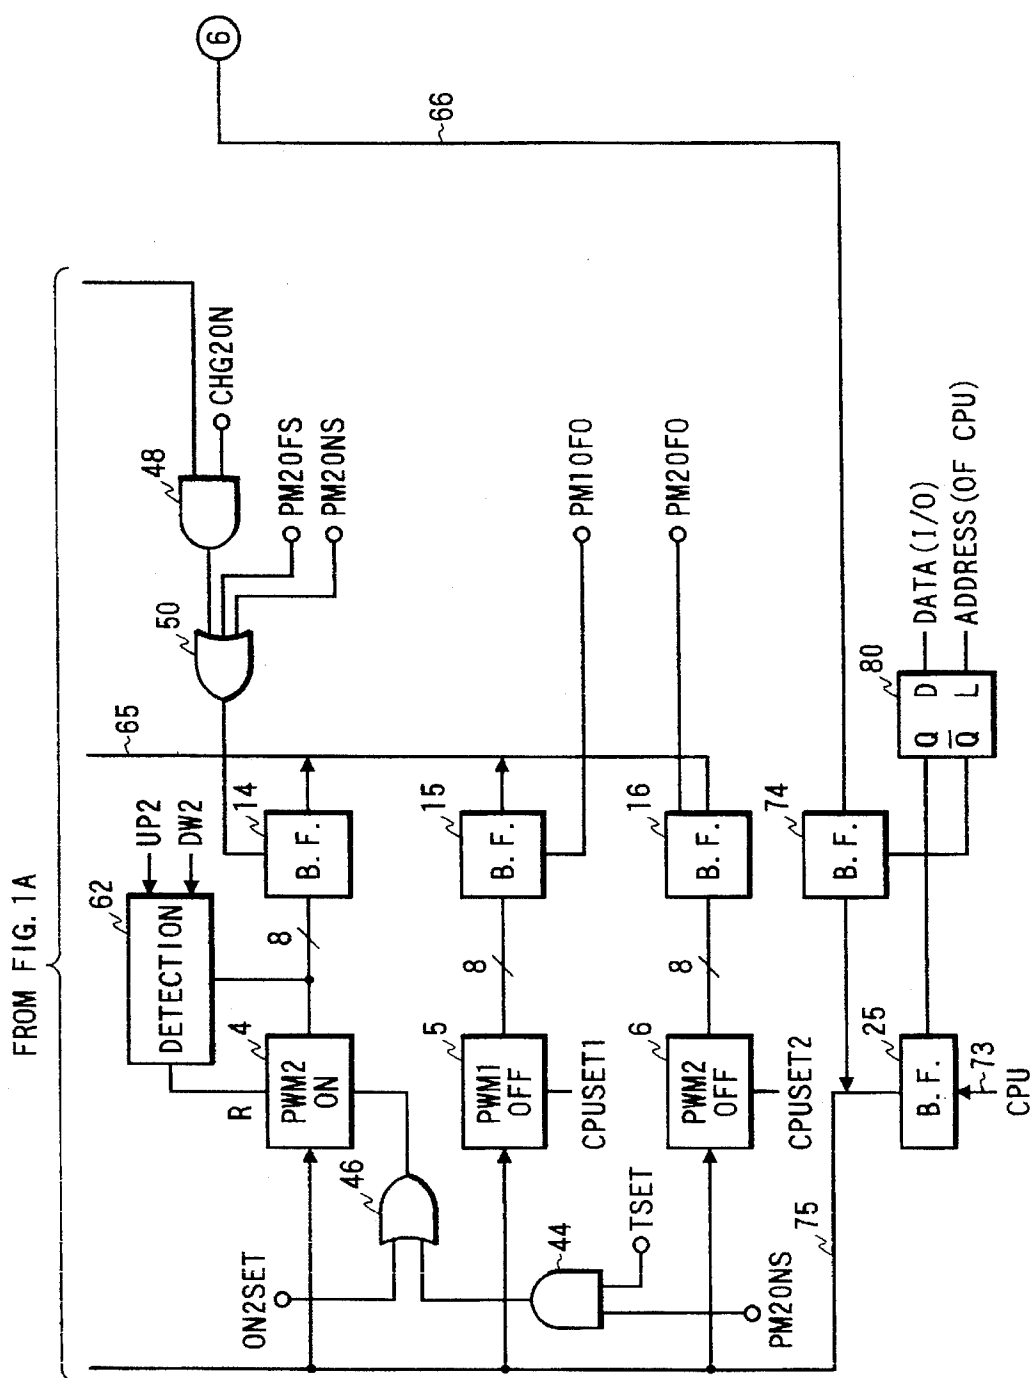 FROM FIG. 1A
6
66
CHG2ON
48
PM2OFS
PM2ONS
50
65
UP2
DW2
62
DETECTION
14
B. F.
8
R
4
PWM2
ON
46
ON2SET
PM1OFO
15
B. F.
8
5
PWM1
OFF
CPUSET1
44
TSET
PM2ONS
PM2OFO
16
B. F.
8
6
PWM2
OFF
CPUSET2
75
74
B. F.
25
B. F.
73
CPU
80
Q D
Q̅ L
DATA(I/O)
ADDRESS(OF CPU)